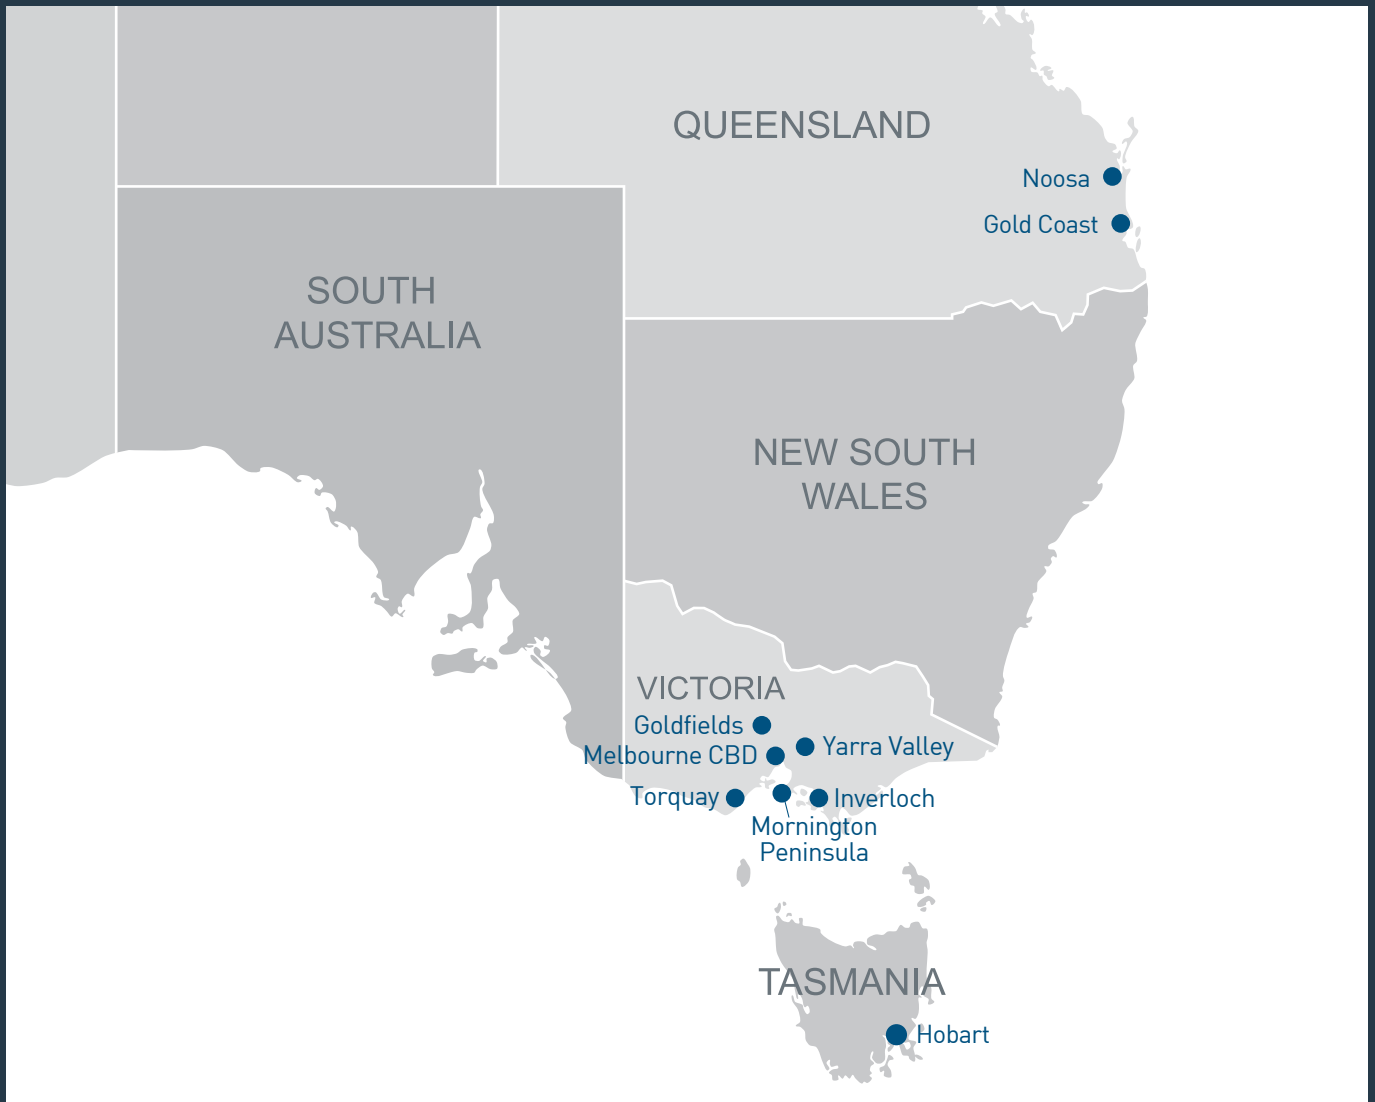 QUEENSLAND
Noosa
Gold Coast
SOUTH
AUSTRALIA
NEW SOUTH
WALES
VICTORIA
Goldfields
Yarra Valley
Melbourne CBD
Torquay
Inverloch
Mornington
Peninsula
TASMANIA
Hobart